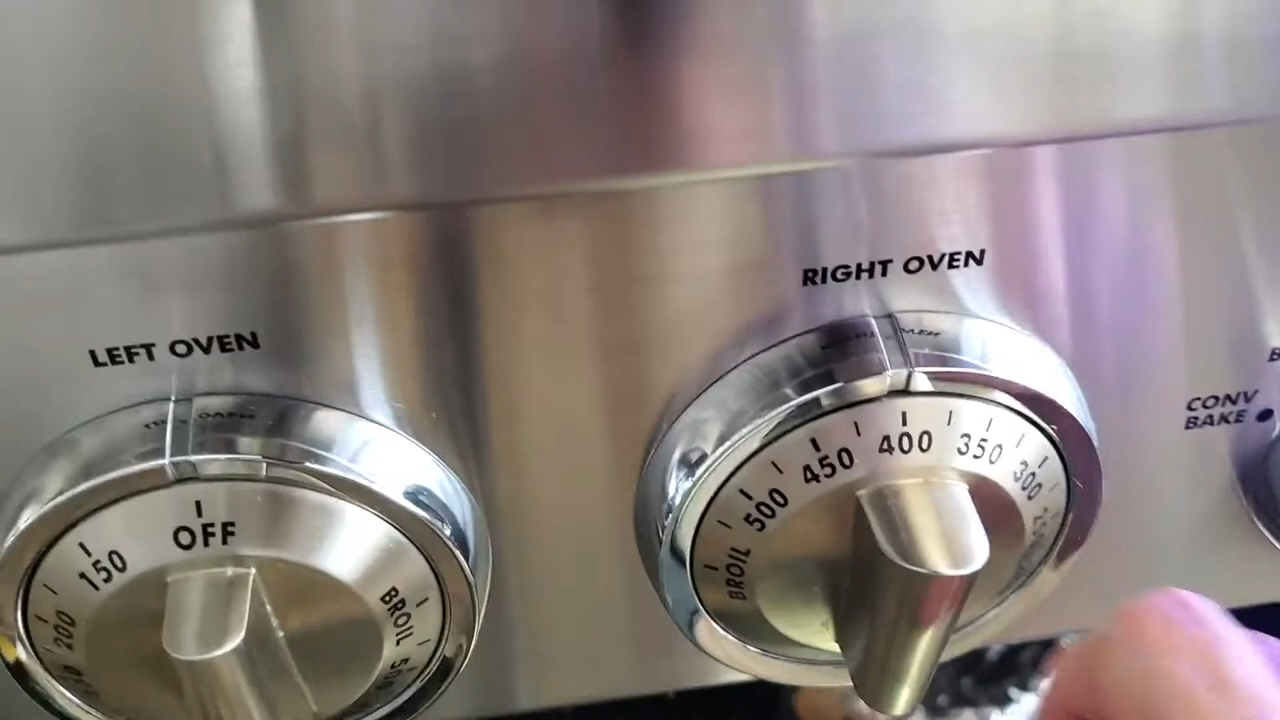 LEFT OVEN
OFF
150
200
BROIL
RIGHT OVEN
BROIL
500
450
400
350
300
CONV
BAKE